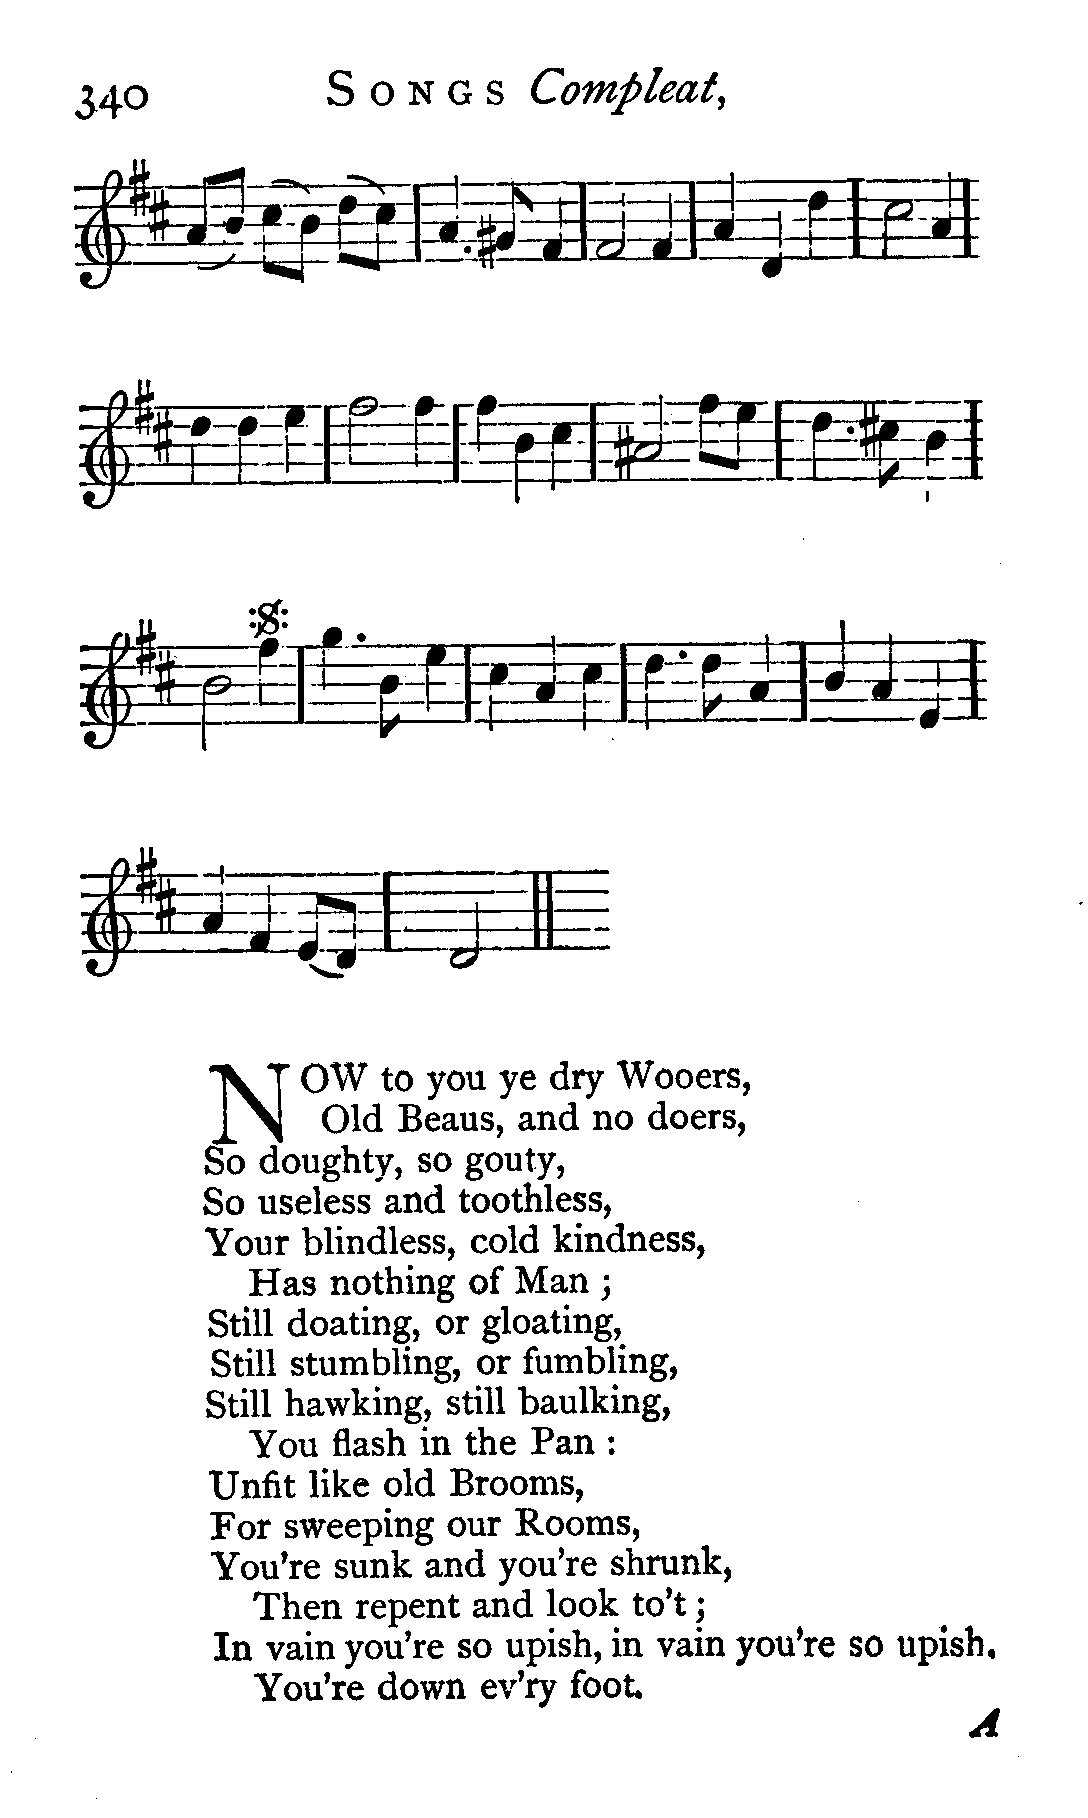 340 SONGS Compleat,
NOW to you ye dry Wooers,
Old Beaus, and no doers,
So doughty, so gouty,
So useless and toothless,
Your blindless, cold kindness,
Has nothing of Man ;
Still doating, or gloating,
Still stumbling, or fumbling,
Still hawking, still baulking,
You flash in the Pan :
Unfit like old Brooms,
For sweeping our Rooms,
You're sunk and you're shrunk,
Then repent and look to't ;
In vain you're so upish, in vain you're so upish.
You're down ev'ry foot.
A